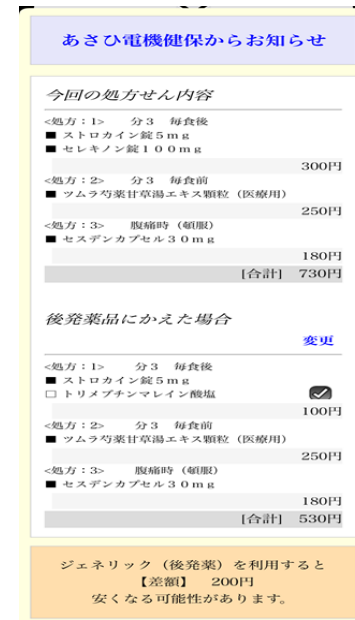 あさひ電機健保からお知らせ
今回の処方せん内容
<処方:1>　分3　毎食後
■ ストロカイン錠5mg
■ セレキノン錠100mg
300円
<処方:2>　分3　毎食前
■ ツムラ芍薬甘草湯エキス顆粒（医療用）
250円
<処方:3>　腹痛時（頓服）
■ セスデンカプセル30mg
180円
[合計] 730円
後発薬品にかえた場合
変更
<処方:1>　分3　毎食後
■ ストロカイン錠5mg
□ トリメブチンマレイン酸塩
100円
<処方:2>　分3　毎食前
■ ツムラ芍薬甘草湯エキス顆粒（医療用）
250円
<処方:3>　腹痛時（頓服）
■ セスデンカプセル30mg
180円
[合計] 530円
ジェネリック（後発薬）を利用すると
【差額】　200円
安くなる可能性があります。